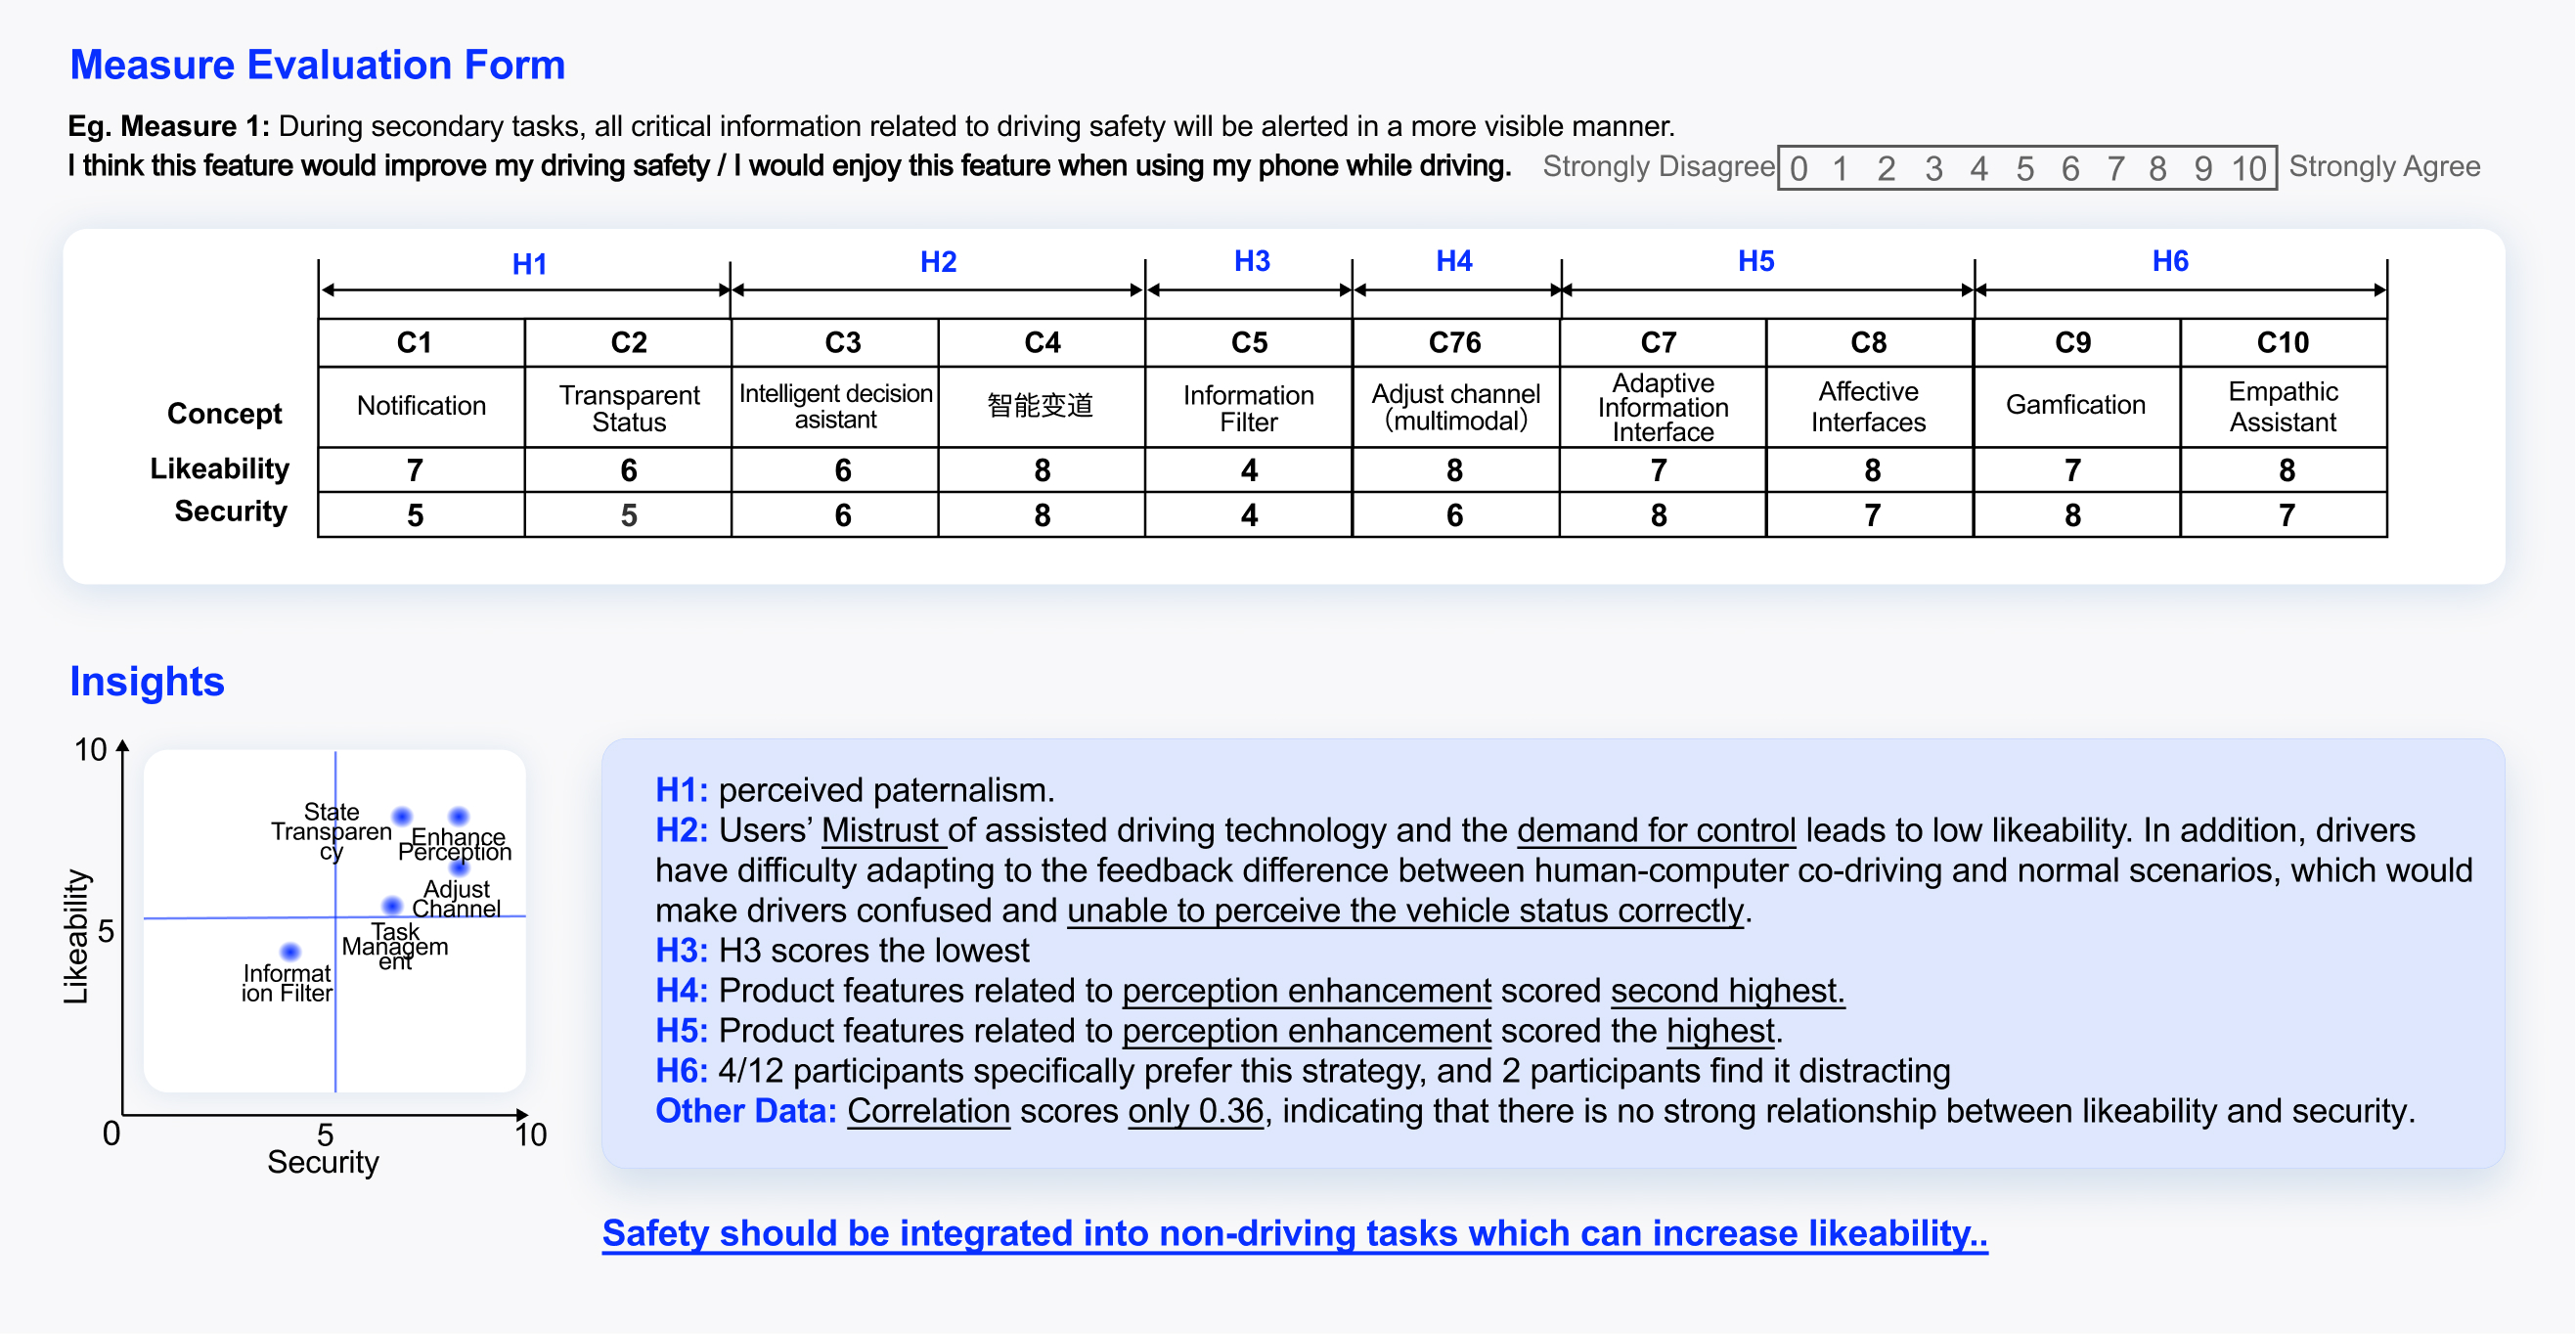 Measure Evaluation Form
Eg. Measure 1: During secondary tasks, all critical information related to driving safety will be alerted in a more visible manner.
I think this feature would improve my driving safety / I would enjoy this feature when using my phone while driving. Strongly Disagree 0 1 2 3 4 5 6 7 8 9 10 Strongly Agree
H1 H2 H3 H4 H5 H6
C1 C2 C3 C4 C5 C76 C7 C8 C9 C10
Concept
Notification
Transparent
Status
Intelligent decision
asistant
智能变道
Information
Filter
Adjust channel
（multimodal）
Adaptive
Information
Interface
Affective
Interfaces
Gamfication
Empathic
Assistant
Likeability 7 6 6 8 4 8 7 8 7 8
Security 5 5 6 8 4 6 8 7 8 7
Insights
10
5
0
5
10
Likeability
Security
State
Transparen
cy
Enhance
Perception
Adjust
Channel
Task
Managem
ent
Informat
ion Filter
H1: perceived paternalism.
H2: Users’ Mistrust of assisted driving technology and the demand for control leads to low likeability. In addition, drivers
have difficulty adapting to the feedback difference between human-computer co-driving and normal scenarios, which would
make drivers confused and unable to perceive the vehicle status correctly.
H3: H3 scores the lowest
H4: Product features related to perception enhancement scored second highest.
H5: Product features related to perception enhancement scored the highest.
H6: 4/12 participants specifically prefer this strategy, and 2 participants find it distracting
Other Data: Correlation scores only 0.36, indicating that there is no strong relationship between likeability and security.
Safety should be integrated into non-driving tasks which can increase likeability..